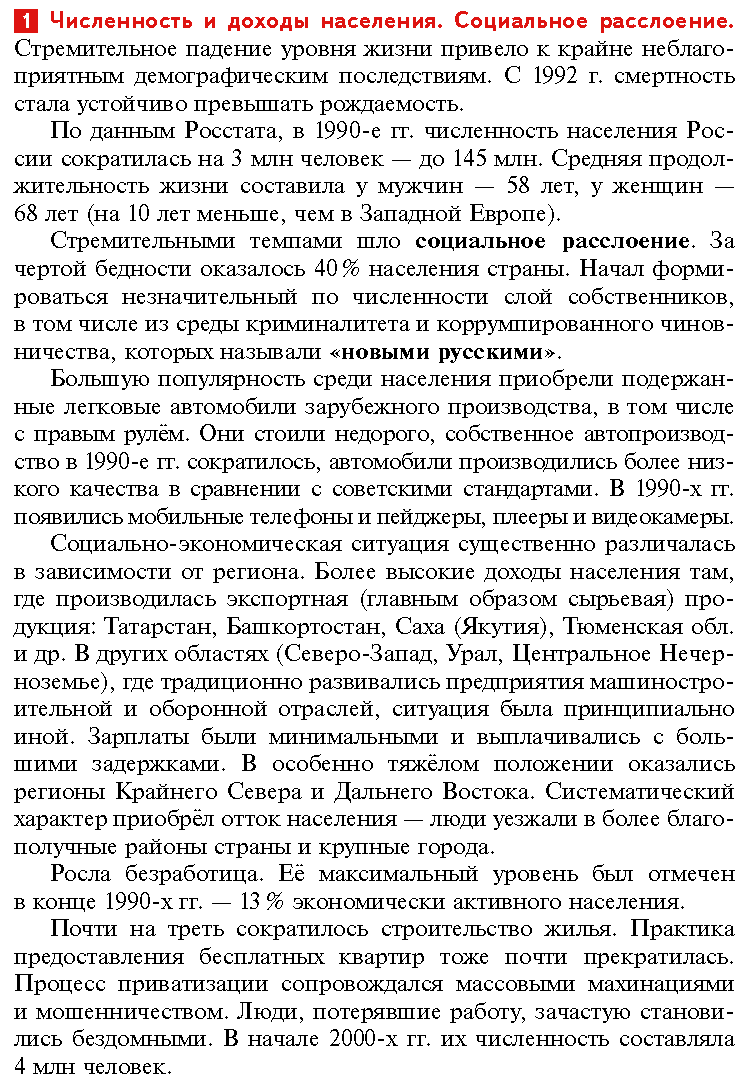 1 Численность и доходы населения. Социальное расслоение.
Стремительное падение уровня жизни привело к крайне неблаго-
приятным демографическим последствиям. С 1992 г. смертность
стала устойчиво превышать рождаемость.
По данным Росстата, в 1990-е гг. численность населения Рос-
сии сократилась на 3 млн человек — до 145 млн. Средняя продол-
жительность жизни составила у мужчин — 58 лет, у женщин —
68 лет (на 10 лет меньше, чем в Западной Европе).
Стремительными темпами шло социальное расслоение. За
чертой бедности оказалось 40 % населения страны. Начал форми-
роваться незначительный по численности слой собственников,
в том числе из среды криминалитета и коррумпированного чинов-
ничества, которых называли «новыми русскими».
Большую популярность среди населения приобрели подержан-
ные легковые автомобили зарубежного производства, в том числе
с правым рулём. Они стоили недорого, собственное автопроизвод-
ство в 1990-е гг. сократилось, автомобили производились более низ-
кого качества в сравнении с советскими стандартами. В 1990-х гг.
появились мобильные телефоны и пейджеры, плееры и видеокамеры.
Социально-экономическая ситуация существенно различалась
в зависимости от региона. Более высокие доходы населения там,
где производилась экспортная (главным образом сырьевая) про-
дукция: Татарстан, Башкортостан, Саха (Якутия), Тюменская обл.
и др. В других областях (Северо-Запад, Урал, Центральное Нечер-
ноземье), где традиционно развивались предприятия машиностро-
ительной и оборонной отраслей, ситуация была принципиально
иной. Зарплаты были минимальными и выплачивались с боль-
шими задержками. В особенно тяжёлом положении оказались
регионы Крайнего Севера и Дальнего Востока. Систематический
характер приобрёл отток населения — люди уезжали в более благо-
получные районы страны и крупные города.
Росла безработица. Её максимальный уровень был отмечен
в конце 1990-х гг. — 13 % экономически активного населения.
Почти на треть сократилось строительство жилья. Практика
предоставления бесплатных квартир тоже почти прекратилась.
Процесс приватизации сопровождался массовыми махинациями
и мошенничеством. Люди, потерявшие работу, зачастую станови-
лись бездомными. В начале 2000-х гг. их численность составляла
4 млн человек.